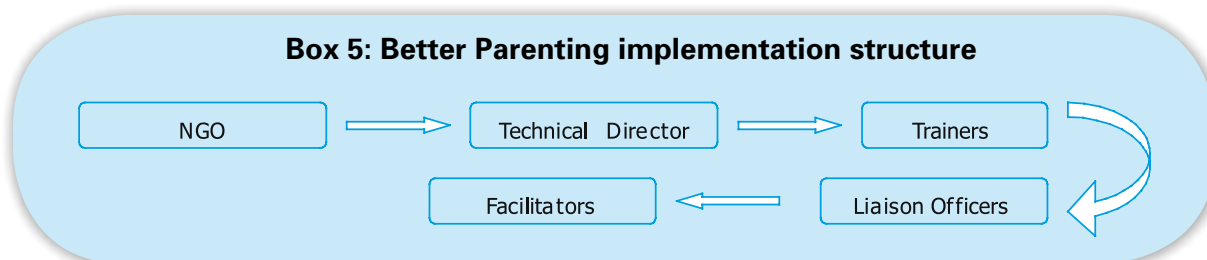 Box 5: Better Parenting implementation structure
NGO
Technical Director
Trainers
Liaison Officers
Facilitators